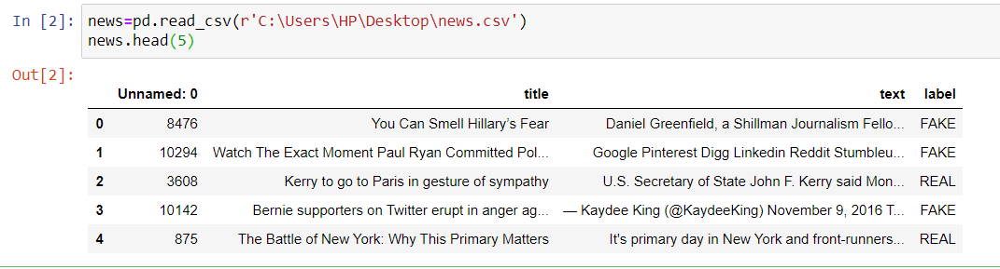 In [2]: news=pd.read_csv(r'C:\Users\HP\Desktop\news.csv')
news.head(5)
Out[2]:
Unnamed: 0 title text label
0 8476 You Can Smell Hillary’s Fear Daniel Greenfield, a Shillman Journalism Fello... FAKE
1 10294 Watch The Exact Moment Paul Ryan Committed Pol... Google Pinterest Digg Linkedin Reddit Stumbleu... FAKE
2 3608 Kerry to go to Paris in gesture of sympathy U.S. Secretary of State John F. Kerry said Mon... REAL
3 10142 Bernie supporters on Twitter erupt in anger ag... — Kaydee King (@KaydeeKing) November 9, 2016 T... FAKE
4 875 The Battle of New York: Why This Primary Matters It's primary day in New York and front-runners... REAL